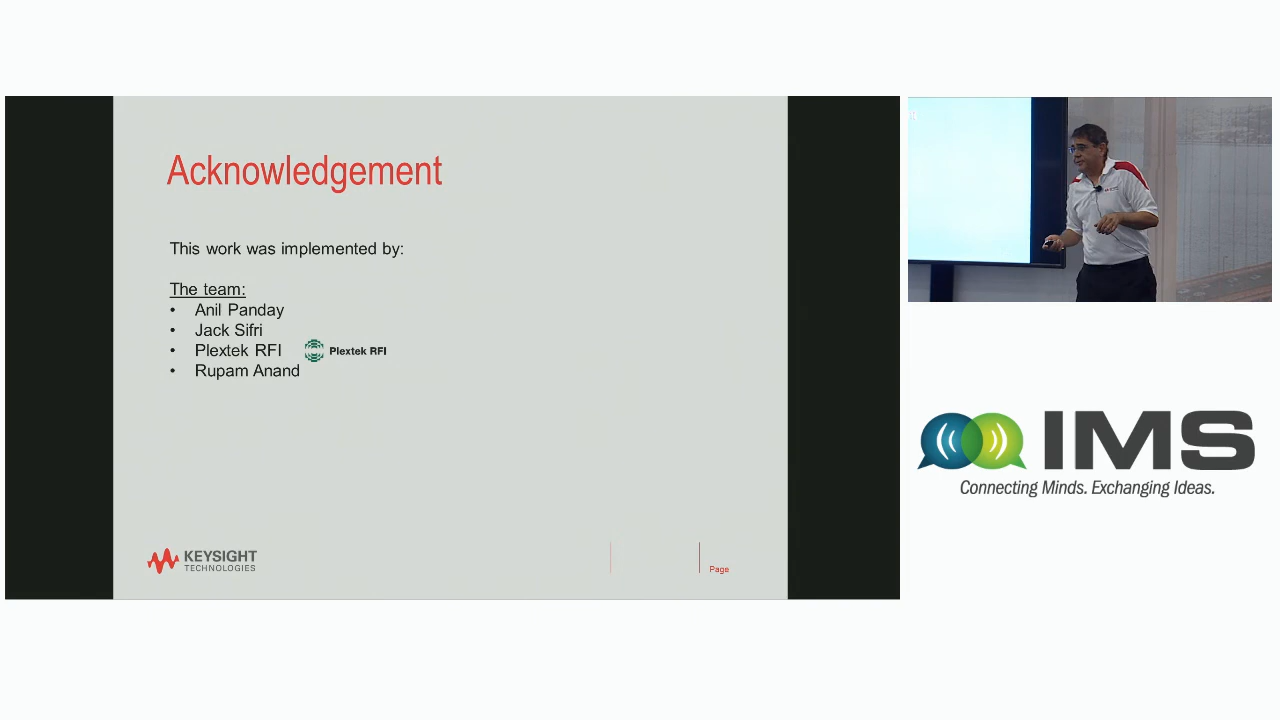 Acknowledgement
This work was implemented by:
The team:
• Anil Panday
• Jack Sifri
• Plextek RFI Plextek RFI
• Rupam Anand
KEYSIGHT
TECHNOLOGIES
Page
IMS
Connecting Minds. Exchanging Ideas.